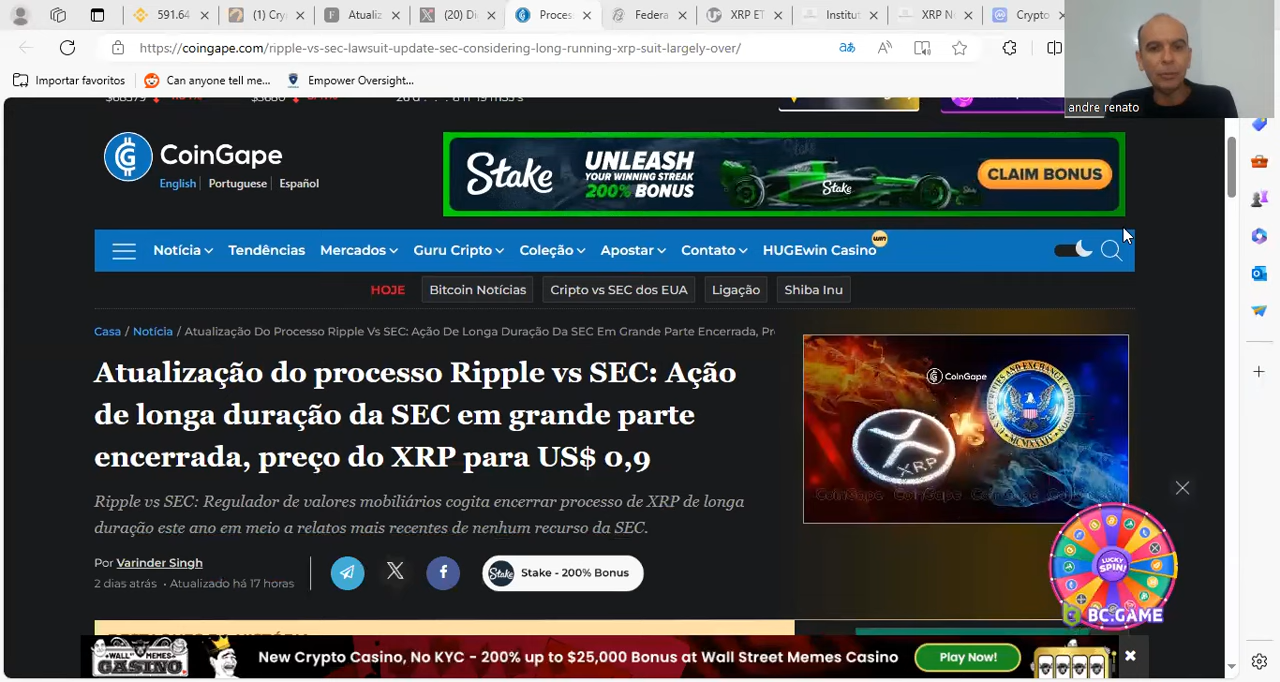 591.64
(1) Cry
Atualiz
(20) Di
Proces
Federa
XRP ET
Institut
XRP N
Crypto
https://coingape.com/ripple-vs-sec-lawsuit-update-sec-considering-long-running-xrp-suit-largely-over/
Importar favoritos
Can anyone tell me...
Empower Oversight...
andre renato
CoinGape
English
Portuguese
Español
Stake
UNLEASH
YOUR WINNING STREAK
200% BONUS
Stake
CLAIM BONUS
Notícia
Tendências
Mercados
Guru Cripto
Coleção
Apostar
Contato
HUGEwin Casino
win
HOJE
Bitcoin Notícias
Cripto vs SEC dos EUA
Ligação
Shiba Inu
Casa / Notícia / Atualização Do Processo Ripple Vs SEC: Ação De Longa Duração Da SEC Em Grande Parte Encerrada, Pr
Atualização do processo Ripple vs SEC: Ação
de longa duração da SEC em grande parte
encerrada, preço do XRP para US$ 0,9
CoinGape
VS
XRP
Ripple vs SEC: Regulador de valores mobiliários cogita encerrar processo de XRP de longa
duração este ano em meio a relatos mais recentes de nenhum recurso da SEC.
Por Varinder Singh
2 dias atrás • Atualizado há 17 horas
Stake
Stake - 200% Bonus
LUCKY
SPIN!
BC.GAME
WALL MEMES
CASINO
New Crypto Casino, No KYC - 200% up to $25,000 Bonus at Wall Street Memes Casino
Play Now!